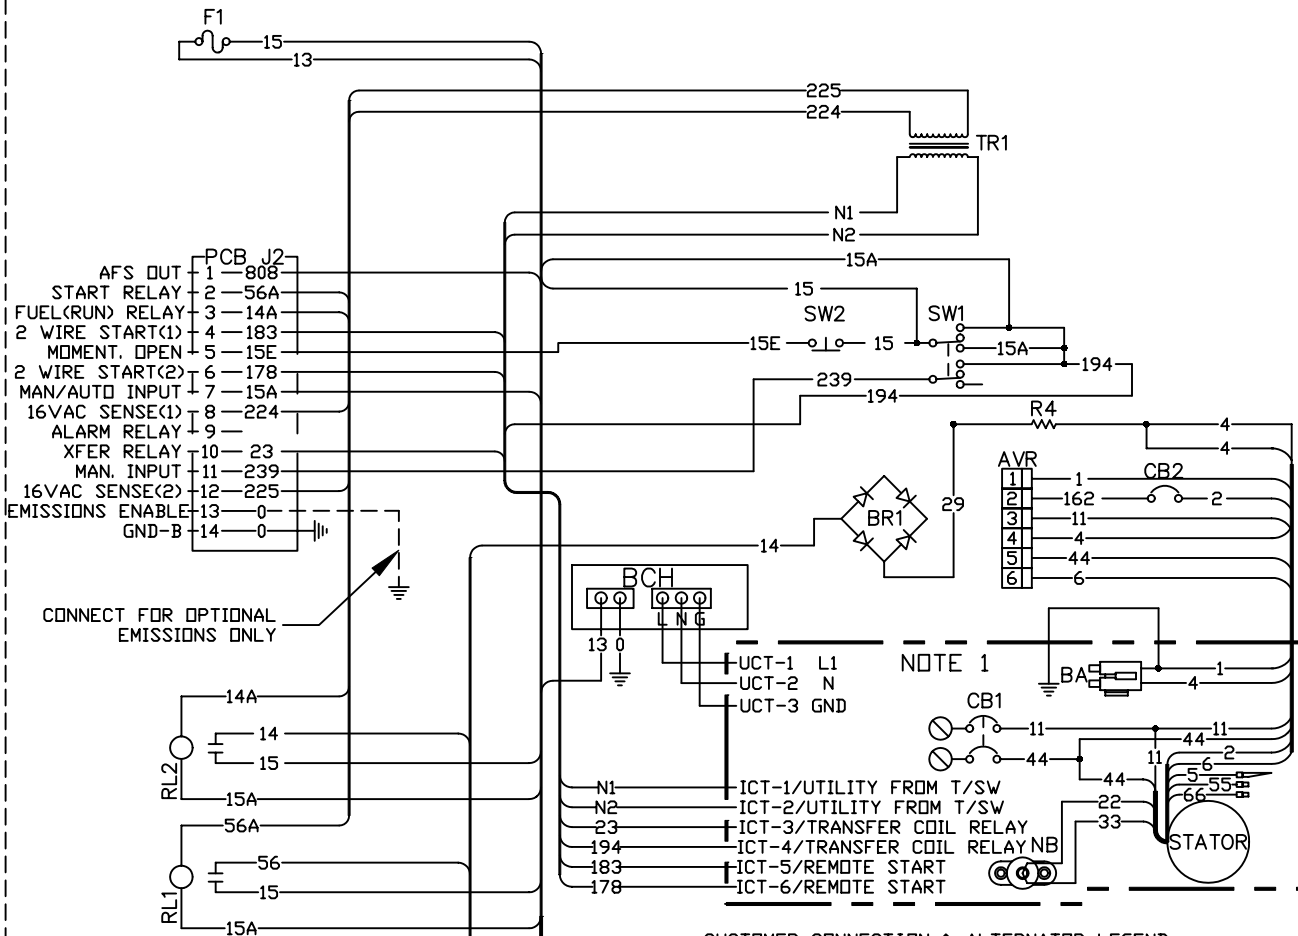 F1
15
13
225
224
TR1
N1
N2
15A
15
PCB J2
AFS OUT 1 808
START RELAY 2 56A
FUEL(RUN) RELAY 3 14A
2 WIRE START(1) 4 183
MOMENT. OPEN 5 15E
2 WIRE START(2) 6 178
MAN/AUTO INPUT 7 15A
16VAC SENSE(1) 8 224
ALARM RELAY 9
XFER RELAY 10 23
MAN. INPUT 11 239
16VAC SENSE(2) 12 225
EMISSIONS ENABLE 13 0
GND-B 14 0
SW2
SW1
15E
15
15A
194
239
194
R4
4
4
AVR
1 1
2 162
CB2
2
3 11
4 4
5 44
6 6
BR1
29
14
CONNECT FOR OPTIONAL
EMISSIONS ONLY
BCH
L N G
13 0
UCT-1 L1
UCT-2 N
UCT-3 GND
NOTE 1
BA
1
4
CB1
11
11
44
44
11
44
2
6
5
55
66
22
33
STATOR
NB
14A
14
15
RL2
15A
56A
56
15
RL1
15A
N1 ICT-1/UTILITY FROM T/SW
N2 ICT-2/UTILITY FROM T/SW
23 ICT-3/TRANSFER COIL RELAY
194 ICT-4/TRANSFER COIL RELAY
183 ICT-5/REMOTE START
178 ICT-6/REMOTE START
CUSTOMER CONNECTION & ALTERNATOR LEGEND